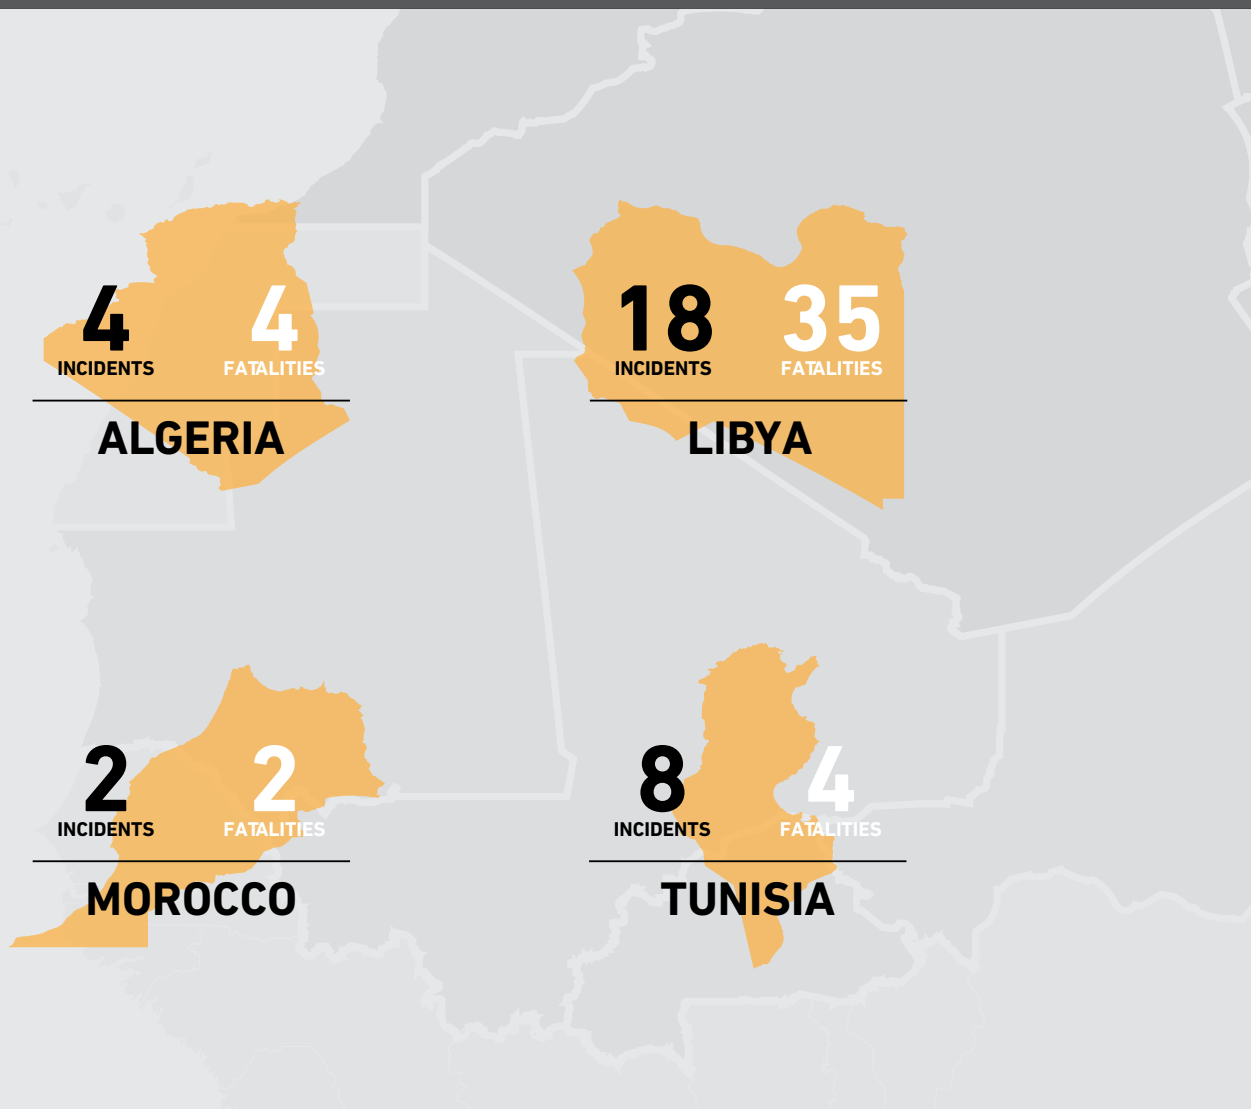 4 4
INCIDENTS FATALITIES
ALGERIA
18 35
INCIDENTS FATALITIES
LIBYA
2 2
INCIDENTS FATALITIES
MOROCCO
8 4
INCIDENTS FATALITIES
TUNISIA